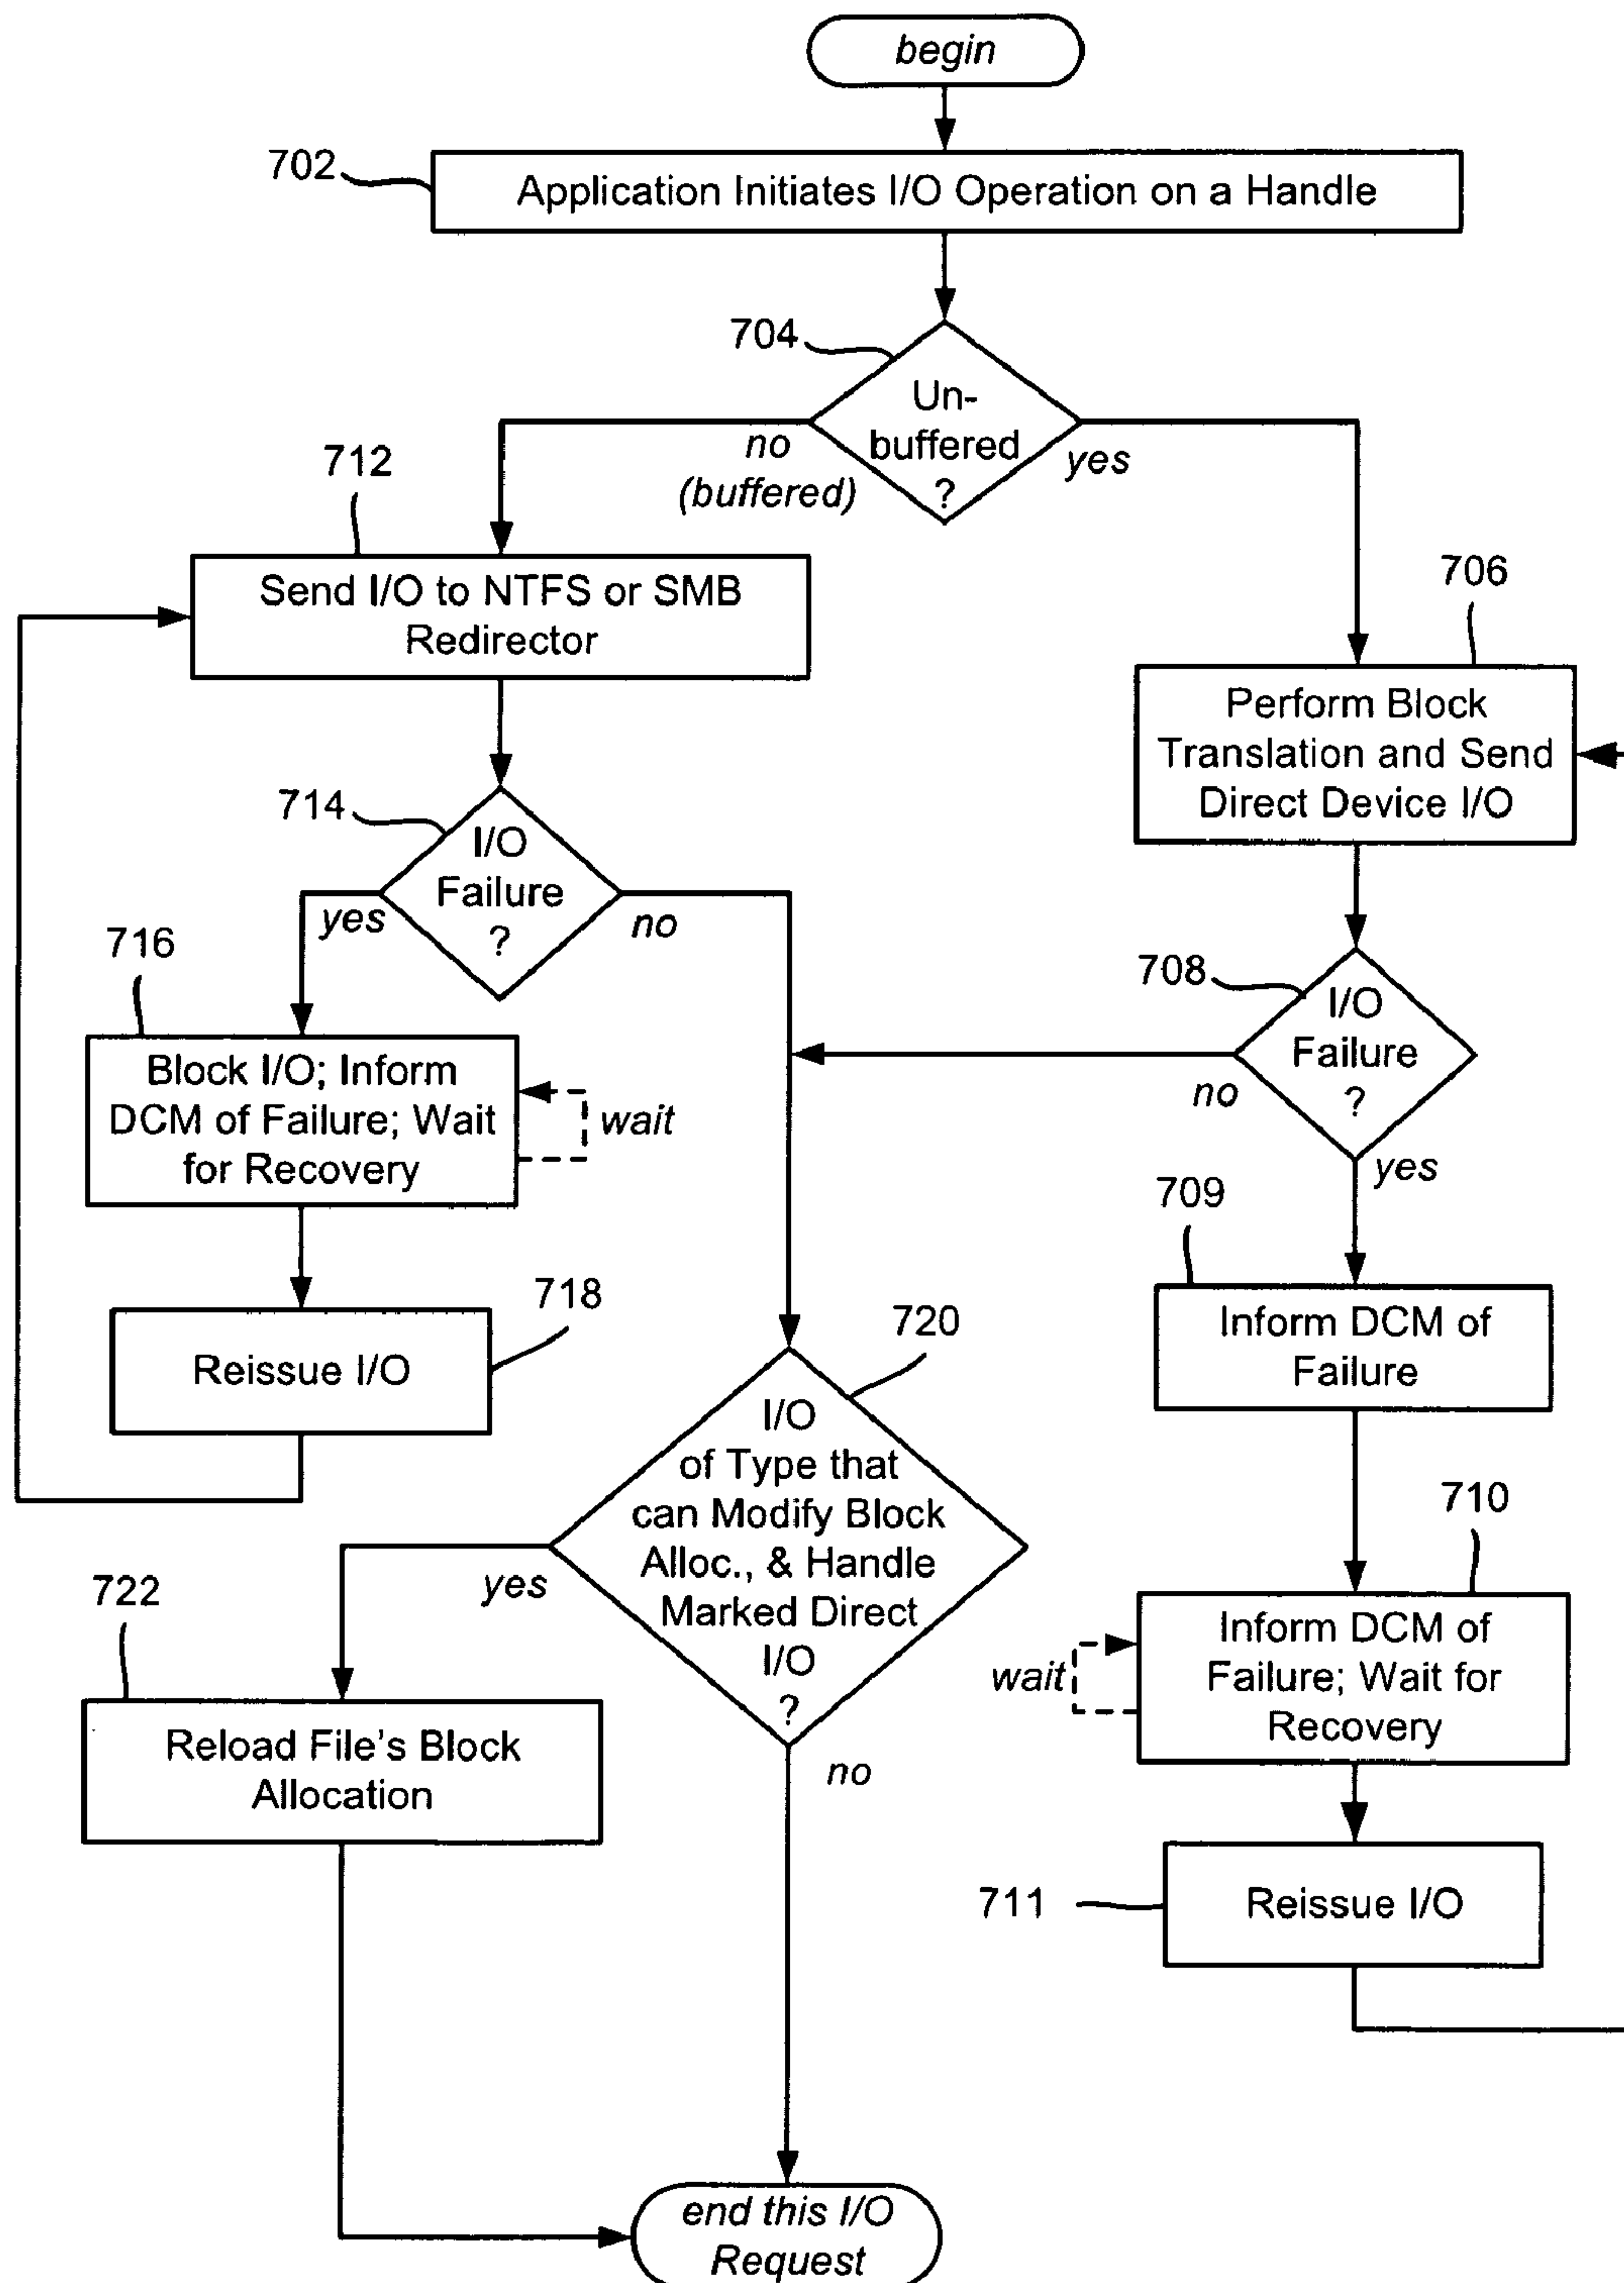 begin
702
Application Initiates I/O Operation on a Handle
704
Un-
buffered
?
no
(buffered)
yes
712
Send I/O to NTFS or SMB
Redirector
706
Perform Block
Translation and Send
Direct Device I/O
714
I/O
Failure
?
yes
no
716
Block I/O; Inform
DCM of Failure; Wait
for Recovery
wait
708
I/O
Failure
?
no
yes
709
Inform DCM of
Failure
718
Reissue I/O
720
I/O
of Type that
can Modify Block
Alloc., & Handle
Marked Direct
I/O
?
yes
no
710
Inform DCM of
Failure; Wait for
Recovery
wait
722
Reload File's Block
Allocation
711
Reissue I/O
end this I/O
Request